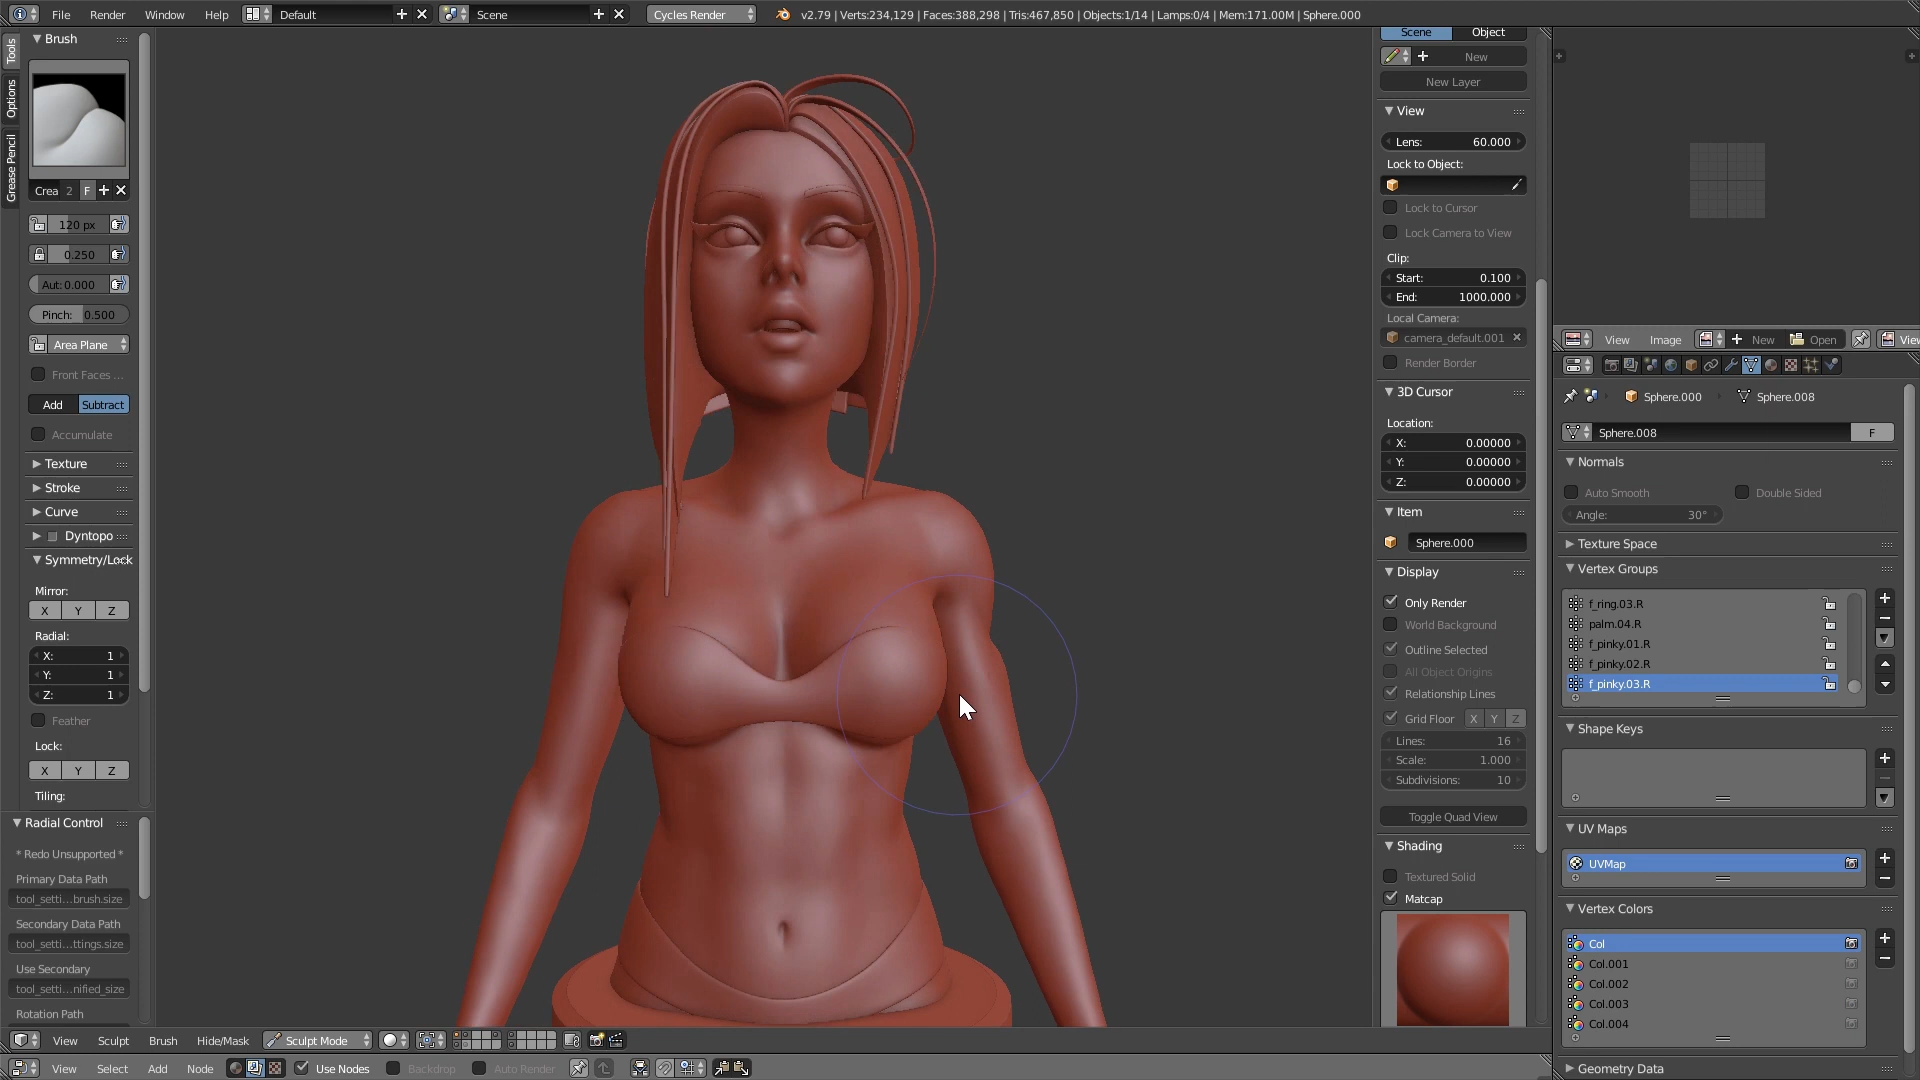 File Render Window Help Default Scene Cycles Render v2.79 | Verts:234,129 | Faces:388,298 | Tris:467,850 | Objects:1/14 | Lamps:0/4 | Mem:171.00M | Sphere.000
Tools
Options
Grease Pencil
Brush
Crea 2 F
120 px
0.250
Aut: 0.000
Pinch: 0.500
Area Plane
Front Faces ...
Add Subtract
Accumulate
Texture
Stroke
Curve
Dyntopo
Symmetry/Lock
Mirror:
X Y Z
Radial:
X: 1
Y: 1
Z: 1
Feather
Lock:
X Y Z
Tiling:
Radial Control
* Redo Unsupported *
Primary Data Path
tool_setti...brush.size
Secondary Data Path
tool_setti...ttings.size
Use Secondary
tool_setti...nified_size
Rotation Path
Scene Object
New
New Layer
View
Lens: 60.000
Lock to Object:
Lock to Cursor
Lock Camera to View
Clip:
Start: 0.100
End: 1000.000
Local Camera:
camera_default.001
Render Border
3D Cursor
Location:
X: 0.00000
Y: 0.00000
Z: 0.00000
Item
Sphere.000
Display
Only Render
World Background
Outline Selected
All Object Origins
Relationship Lines
Grid Floor X Y Z
Lines: 16
Scale: 1.000
Subdivisions: 10
Toggle Quad View
Shading
Textured Solid
Matcap
View Image New Open View
Sphere.000 Sphere.008
Sphere.008 F
Normals
Auto Smooth Double Sided
Angle: 30°
Texture Space
Vertex Groups
f_ring.03.R
palm.04.R
f_pinky.01.R
f_pinky.02.R
f_pinky.03.R
Shape Keys
UV Maps
UVMap
Vertex Colors
Col
Col.001
Col.002
Col.003
Col.004
Geometry Data
View Sculpt Brush Hide/Mask Sculpt Mode
View Select Add Node Use Nodes Backdrop Auto Render